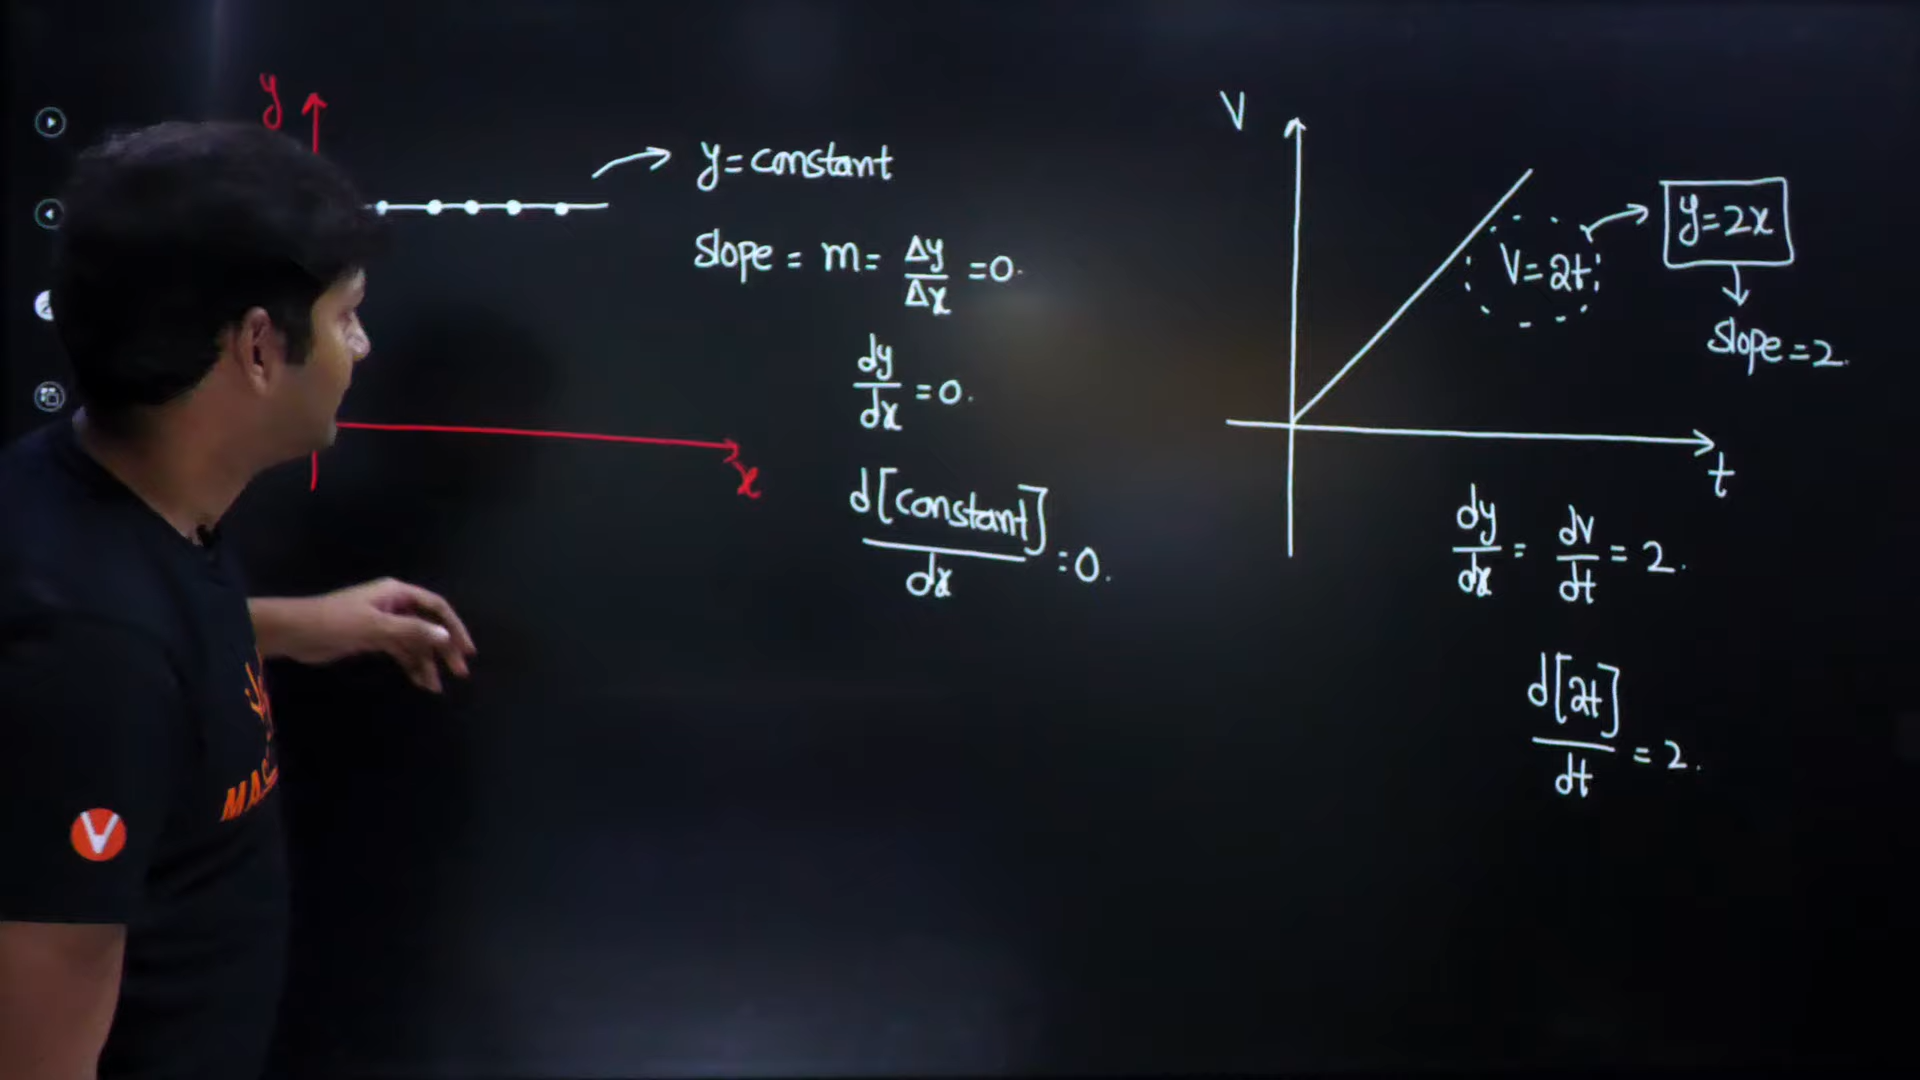 y
y = constant
Slope = m = Δy/Δx = 0.
dy/dx = 0.
d[constant]/dx = 0.
x
V
V = 2t
y = 2x
Slope = 2.
t
dy/dx = dV/dt = 2.
d[2t]/dt = 2.
V